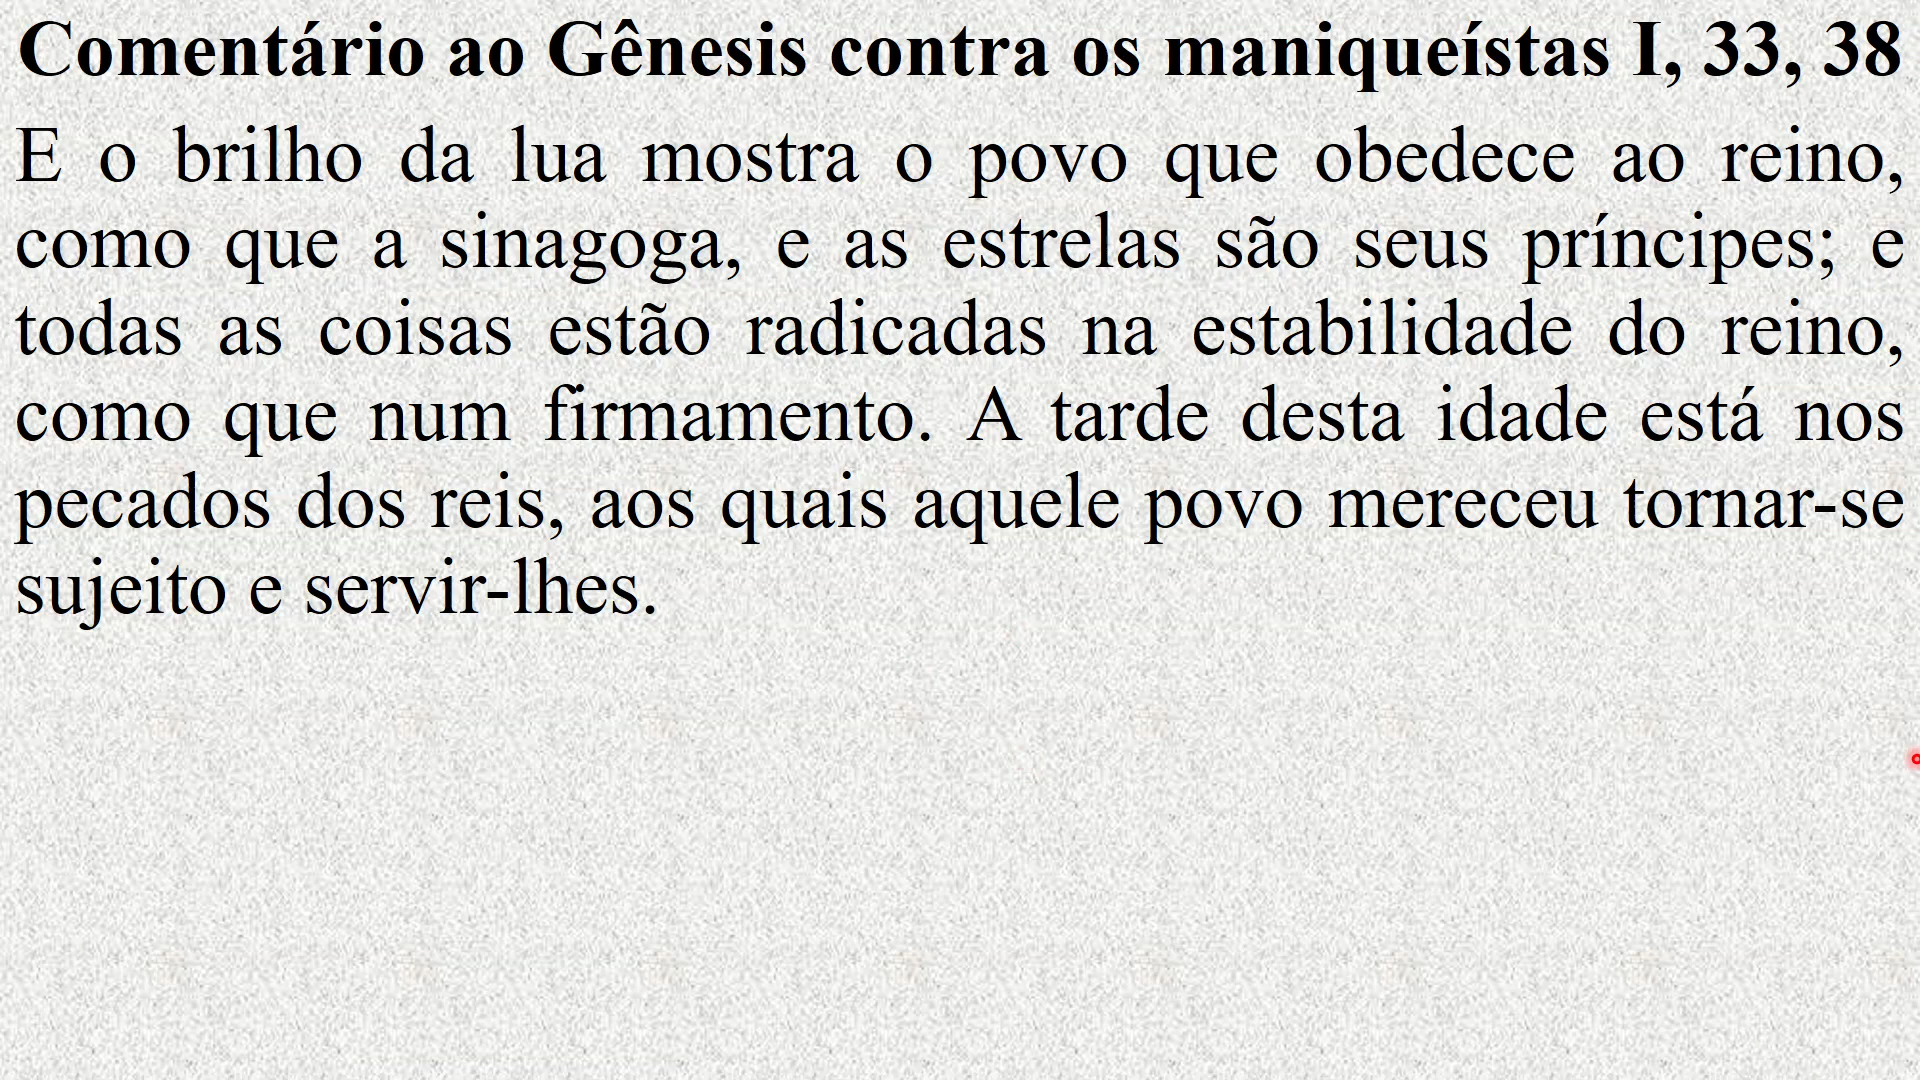 Comentário ao Gênesis contra os maniqueístas I, 33, 38
E o brilho da lua mostra o povo que obedece ao reino,
como que a sinagoga, e as estrelas são seus príncipes; e
todas as coisas estão radicadas na estabilidade do reino,
como que num firmamento. A tarde desta idade está nos
pecados dos reis, aos quais aquele povo mereceu tornar-se
sujeito e servir-lhes.